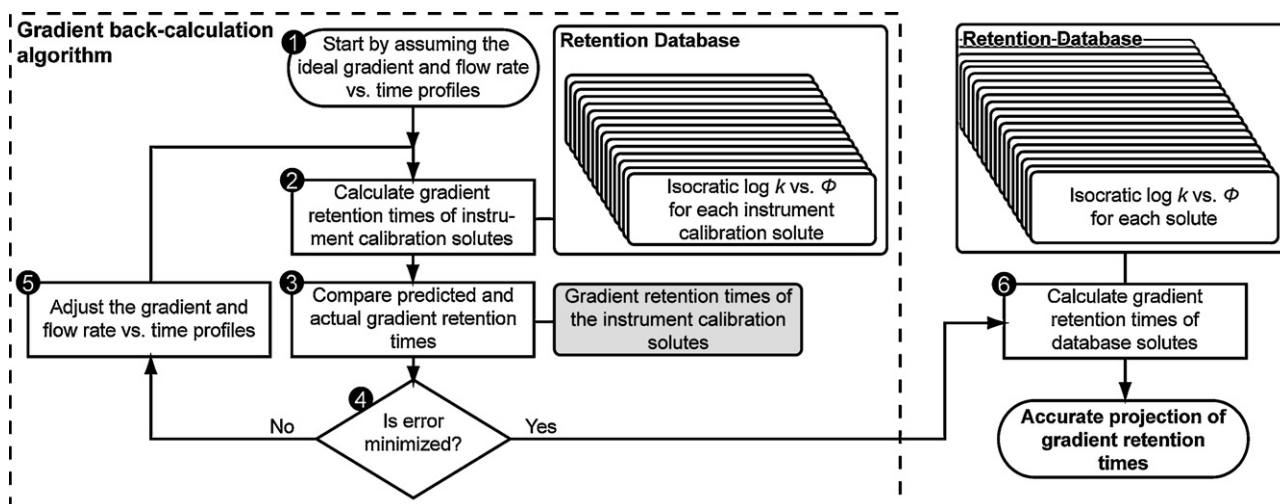 Gradient back-calculation
algorithm
1
Start by assuming the
ideal gradient and flow rate
vs. time profiles
Retention Database
Isocratic log k vs. Φ
for each instrument
calibration solute
2
Calculate gradient
retention times of instru-
ment calibration solutes
3
Compare predicted and
actual gradient retention
times
Gradient retention times of
the instrument calibration
solutes
5
Adjust the gradient and
flow rate vs. time profiles
4
Is error
minimized?
No
Yes
Retention Database
Isocratic log k vs. Φ
for each solute
6
Calculate gradient
retention times of
database solutes
Accurate projection of
gradient retention
times